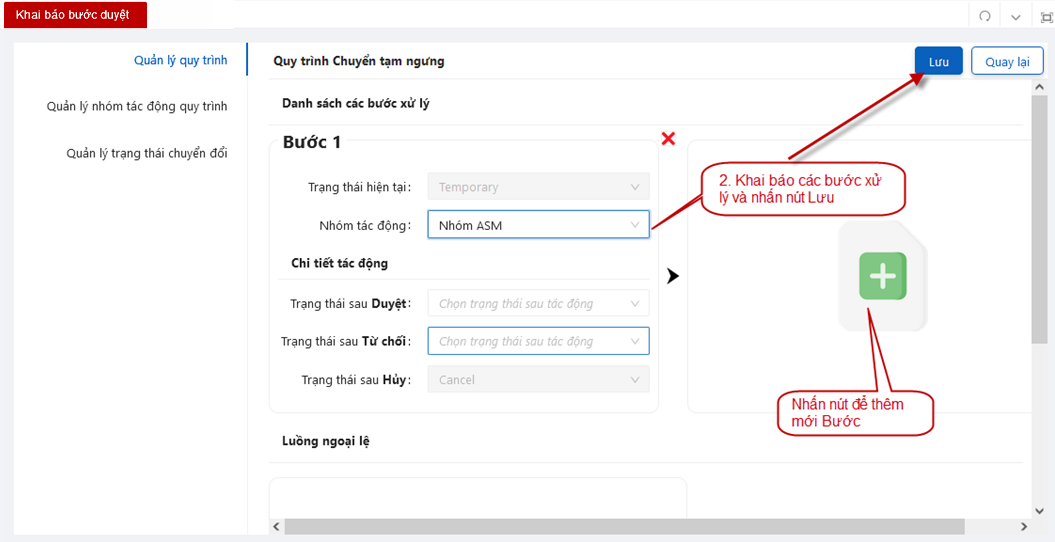 Khai báo bước duyệt
Quản lý quy trình
Quản lý nhóm tác động quy trình
Quản lý trạng thái chuyển đổi
Quy trình Chuyển tạm ngưng
Lưu
Quay lại
Danh sách các bước xử lý
Bước 1
Trạng thái hiện tại:
Temporary
Nhóm tác động:
Nhóm ASM
Chi tiết tác động
Trạng thái sau Duyệt:
Chọn trạng thái sau tác động
Trạng thái sau Từ chối:
Chọn trạng thái sau tác động
Trạng thái sau Hủy:
Cancel
2. Khai báo các bước xử
lý và nhấn nút Lưu
Nhấn nút để thêm
mới Bước
Luồng ngoại lệ